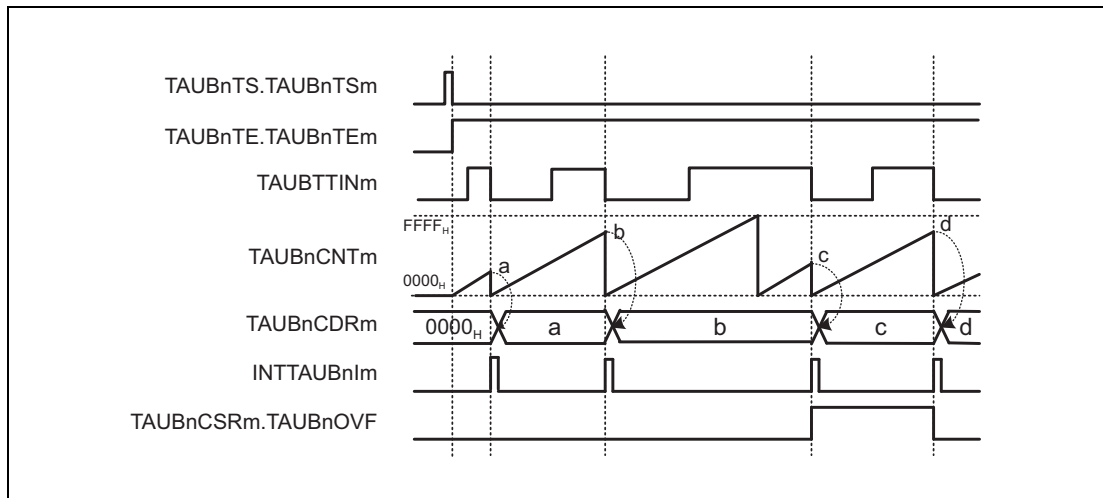 TAUBnTS.TAUBnTSm
TAUBnTE.TAUBnTEm
TAUBTTINm
FFFFH
TAUBnCNTm
0000H
a
b
c
d
TAUBnCDRm
0000H
a
b
c
d
INTTAUBnIm
TAUBnCSRm.TAUBnOVF